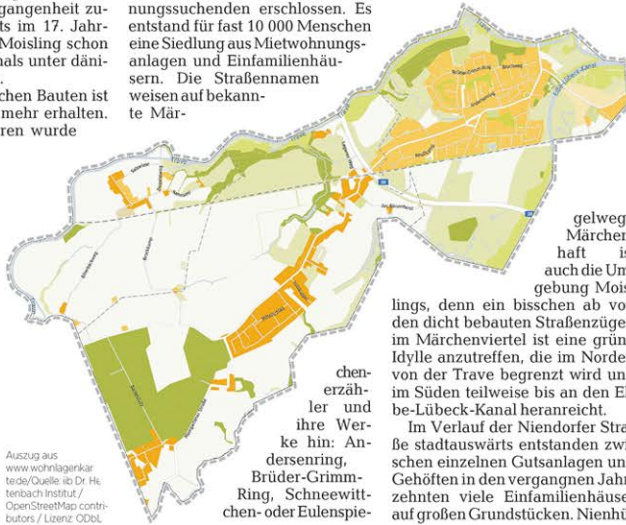 gangenheit zu-
ts im 17. Jahr-
Moisling schon
nals unter däni-
chen Bauten ist
mehr erhalten.
ren wurde
nungssuchenden erschlossen. Es
entstand für fast 10 000 Menschen
eine Siedlung aus Mietwohnungs-
anlagen und Einfamilienhäu-
sern. Die Straßennamen
weisen auf bekann-
te Mär-
chen-
erzäh-
ler und
ihre Wer-
ke hin: An-
dersenring,
Brüder-Grimm-
Ring, Schneewitt-
chen- oder Eulenspie-
gelweg
Märchen
haft is
auch die Um
gebung Mois
lings, denn ein bisschen ab vo
den dicht bebauten Straßenzüge
im Märchenviertel ist eine grün
Idylle anzutreffen, die im Norde
von der Trave begrenzt wird un
im Süden teilweise bis an den El
be-Lübeck-Kanal heranreicht.
Im Verlauf der Niendorfer Stra
ße stadtauswärts entstanden zwi
schen einzelnen Gutsanlagen un
Gehöften in den vergangnen Jahr
zehnten viele Einfamilienhäuse
auf großen Grundstücken. Nienhü
Elbe-Lübeck-Kanal
Brüder-Grimm-Ring
Andersenring
Trave
Auszug aus
www.wohnlagenkar
te.de/Quelle: iib Dr. He
tenbach Institut /
OpenStreetMap contri-
butors / Lizenz ODbL